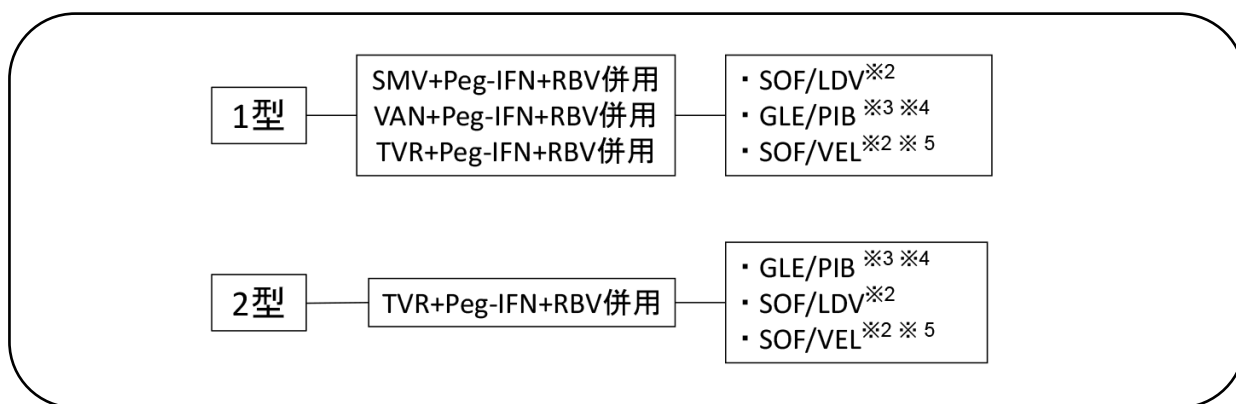 1型
SMV+Peg-IFN+RBV併用
VAN+Peg-IFN+RBV併用
TVR+Peg-IFN+RBV併用
・SOF/LDV※2
・GLE/PIB ※3 ※4
・SOF/VEL※2 ※ 5
2型
TVR+Peg-IFN+RBV併用
・GLE/PIB ※3 ※4
・SOF/LDV※2
・SOF/VEL※2 ※ 5